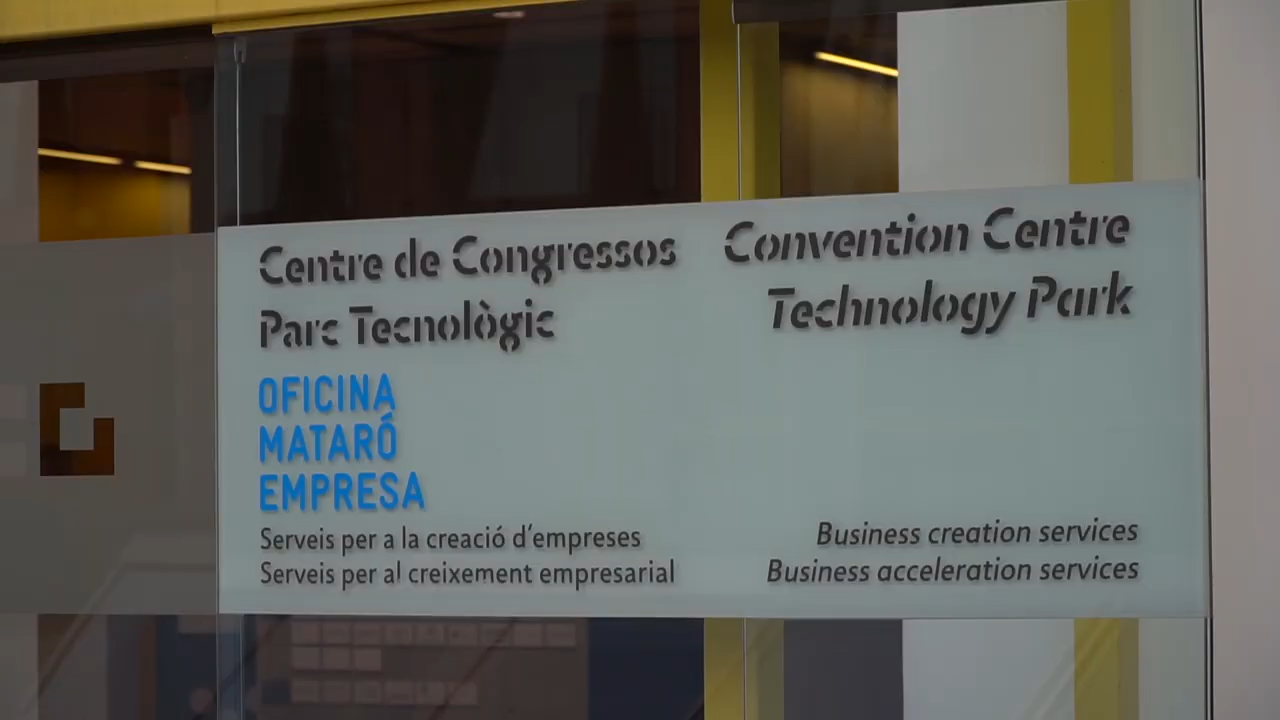 Centre de Congressos
Parc Tecnològic
Convention Centre
Technology Park
OFICINA
MATARÓ
EMPRESA
Serveis per a la creació d'empreses
Serveis per al creixement empresarial
Business creation services
Business acceleration services